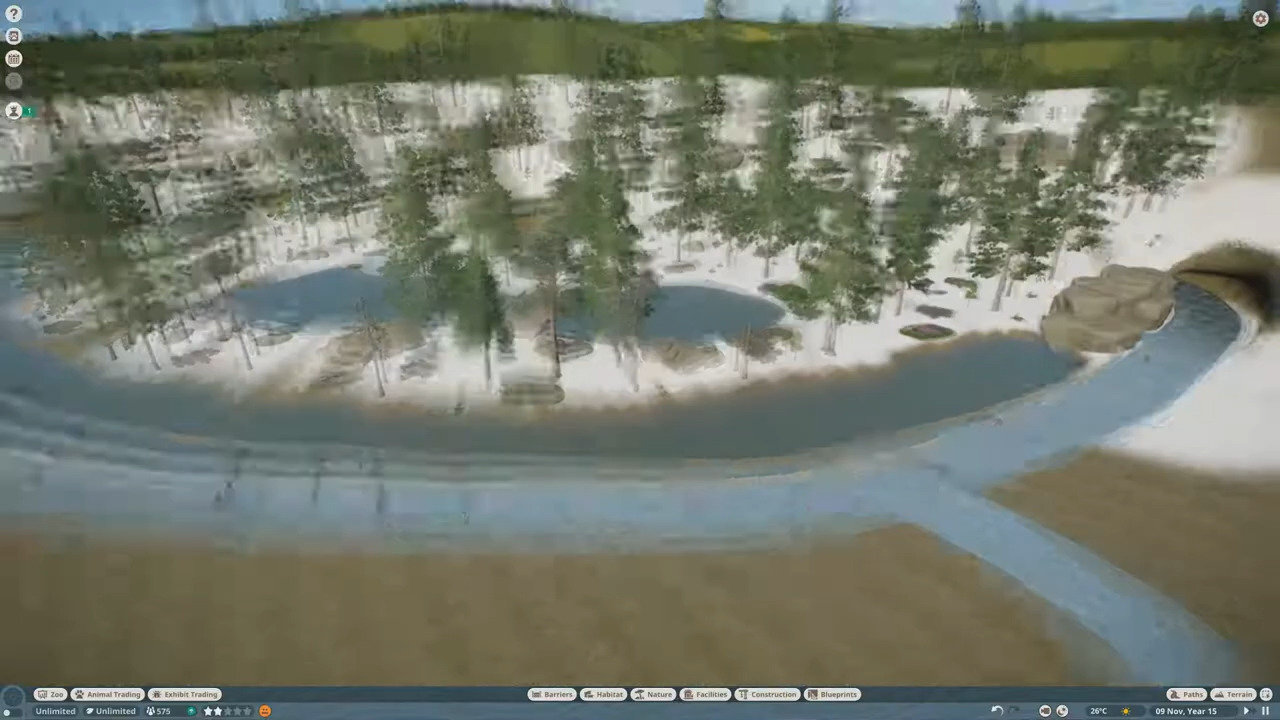 ?
1
Zoo Animal Trading Exhibit Trading Barriers Habitat Nature Facilities Construction Blueprints Paths Terrain
Unlimited Unlimited 575 26°C 09 Nov, Year 15